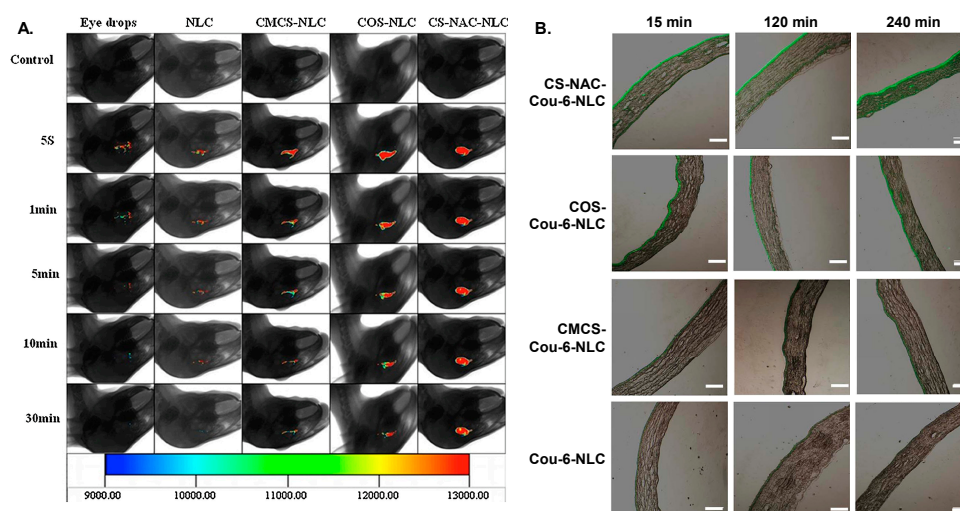 A.
Eye drops NLC CMCS-NLC COS-NLC CS-NAC-NLC
Control
5S
1min
5min
10min
30min
9000.00 10000.00 11000.00 12000.00 13000.00
B.
15 min 120 min 240 min
CS-NAC-
Cou-6-NLC
COS-
Cou-6-NLC
CMCS-
Cou-6-NLC
Cou-6-NLC